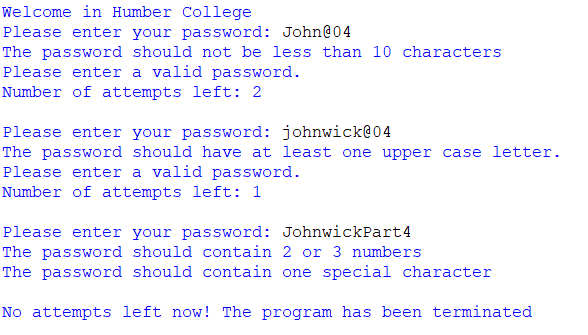 Welcome in Humber College
Please enter your password: John@04
The password should not be less than 10 characters
Please enter a valid password.
Number of attempts left: 2
Please enter your password: johnwick@04
The password should have at least one upper case letter.
Please enter a valid password.
Number of attempts left: 1
Please enter your password: JohnwickPart4
The password should contain 2 or 3 numbers
The password should contain one special character
No attempts left now! The program has been terminated